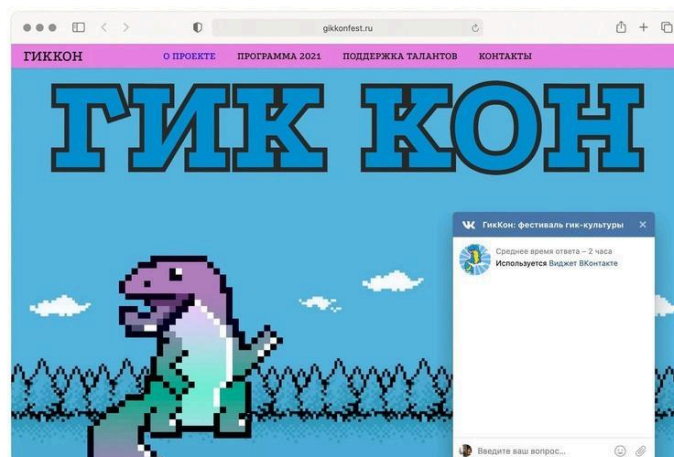 gikkonfest.ru
ГИККОН О ПРОЕКТЕ ПРОГРАММА 2021 ПОДДЕРЖКА ТАЛАНТОВ КОНТАКТЫ
ГИК КОН
ГикКон: фестиваль гик-культуры
Среднее время ответа – 2 часа
Используется Виджет ВКонтакте
Введите ваш вопрос...